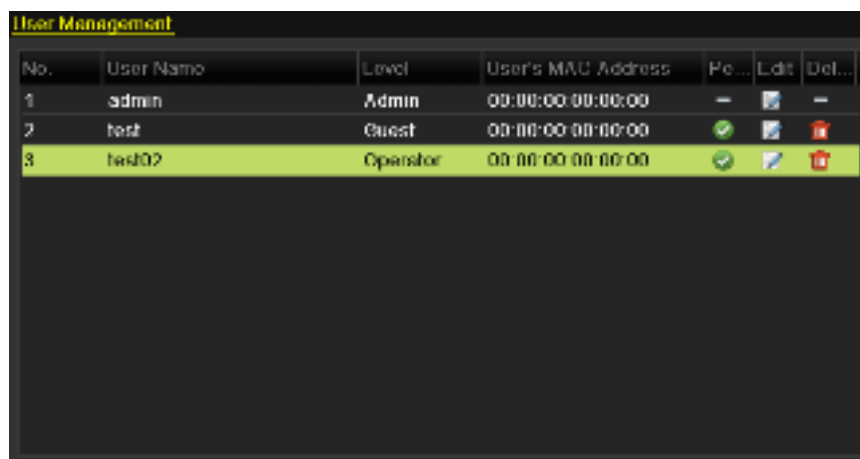 User Management
No. User Name Level User's MAC Address Pe... Edit Del...
1 admin Admin 00:00:00:00:00:00 – –
2 test Guest 00:00:00:00:00:00
3 test02 Operator 00:00:00:00:00:00